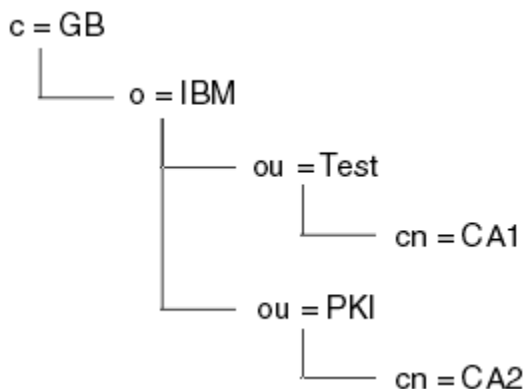 c = GB
o = IBM
ou = Test
cn = CA1
ou = PKI
cn = CA2